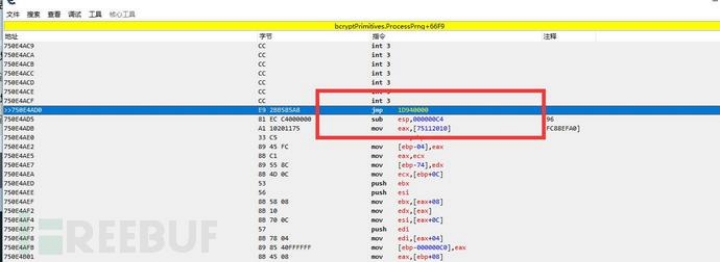 文件 搜索 查看 调试 工具 核心工具
bcryptPrimitives.ProcessPrng+66F9
地址 字节 指令 注释
750E4AC9 CC int 3
750E4ACA CC int 3
750E4ACB CC int 3
750E4ACC CC int 3
750E4ACD CC int 3
750E4ACE CC int 3
750E4ACF CC int 3
>>750E4AD0 E9 2BB585A8 jmp 1D940000
750E4AD5 81 EC C4000000 sub esp,000000C4 96
750E4ADB A1 10201175 mov eax,[75112010] FC88EFA0]
750E4AE0 33 C5
750E4AE2 89 45 FC mov [ebp-04],eax
750E4AE5 8B C1 mov eax,ecx
750E4AE7 89 55 8C mov [ebp-74],edx
750E4AEA 8B 4D 0C mov ecx,[ebp+0C]
750E4AED 53 push ebx
750E4AEE 56 push esi
750E4AEF 8B 58 08 mov ebx,[eax+08]
750E4AF2 8B 10 mov edx,[eax]
750E4AF4 8B 70 0C mov esi,[eax+0C]
750E4AF7 57 push edi
750E4AF8 8B 78 04 mov edi,[eax+04]
750E4AFB 89 85 40FFFFFF mov [ebp-000000C0],eax
750E4B01 8B 45 08 mov eax,[ebp+08]
REEBUF